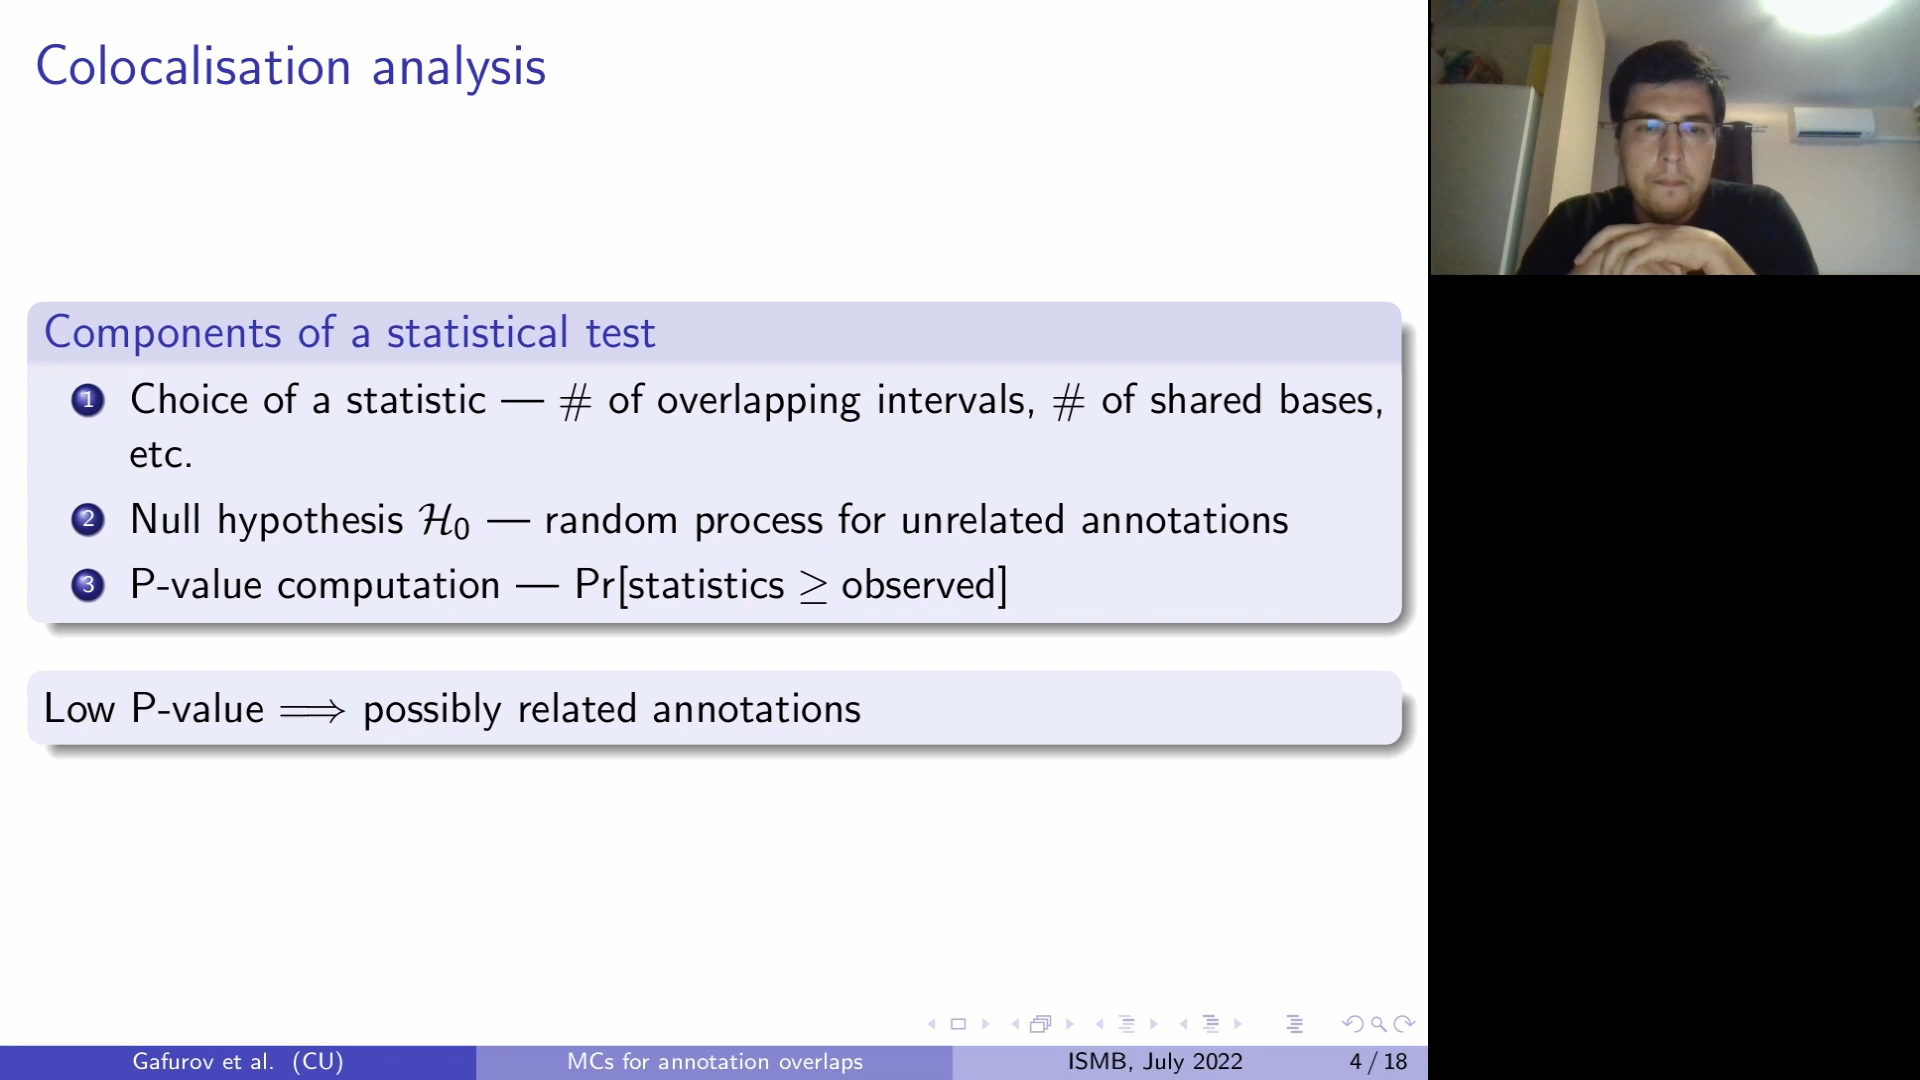 Colocalisation analysis
Components of a statistical test
1 Choice of a statistic — # of overlapping intervals, # of shared bases,
etc.
2 Null hypothesis ℋ₀ — random process for unrelated annotations
3 P-value computation — Pr[statistics ≥ observed]
Low P-value ⟹ possibly related annotations
Gafurov et al. (CU) MCs for annotation overlaps ISMB, July 2022 4 / 18